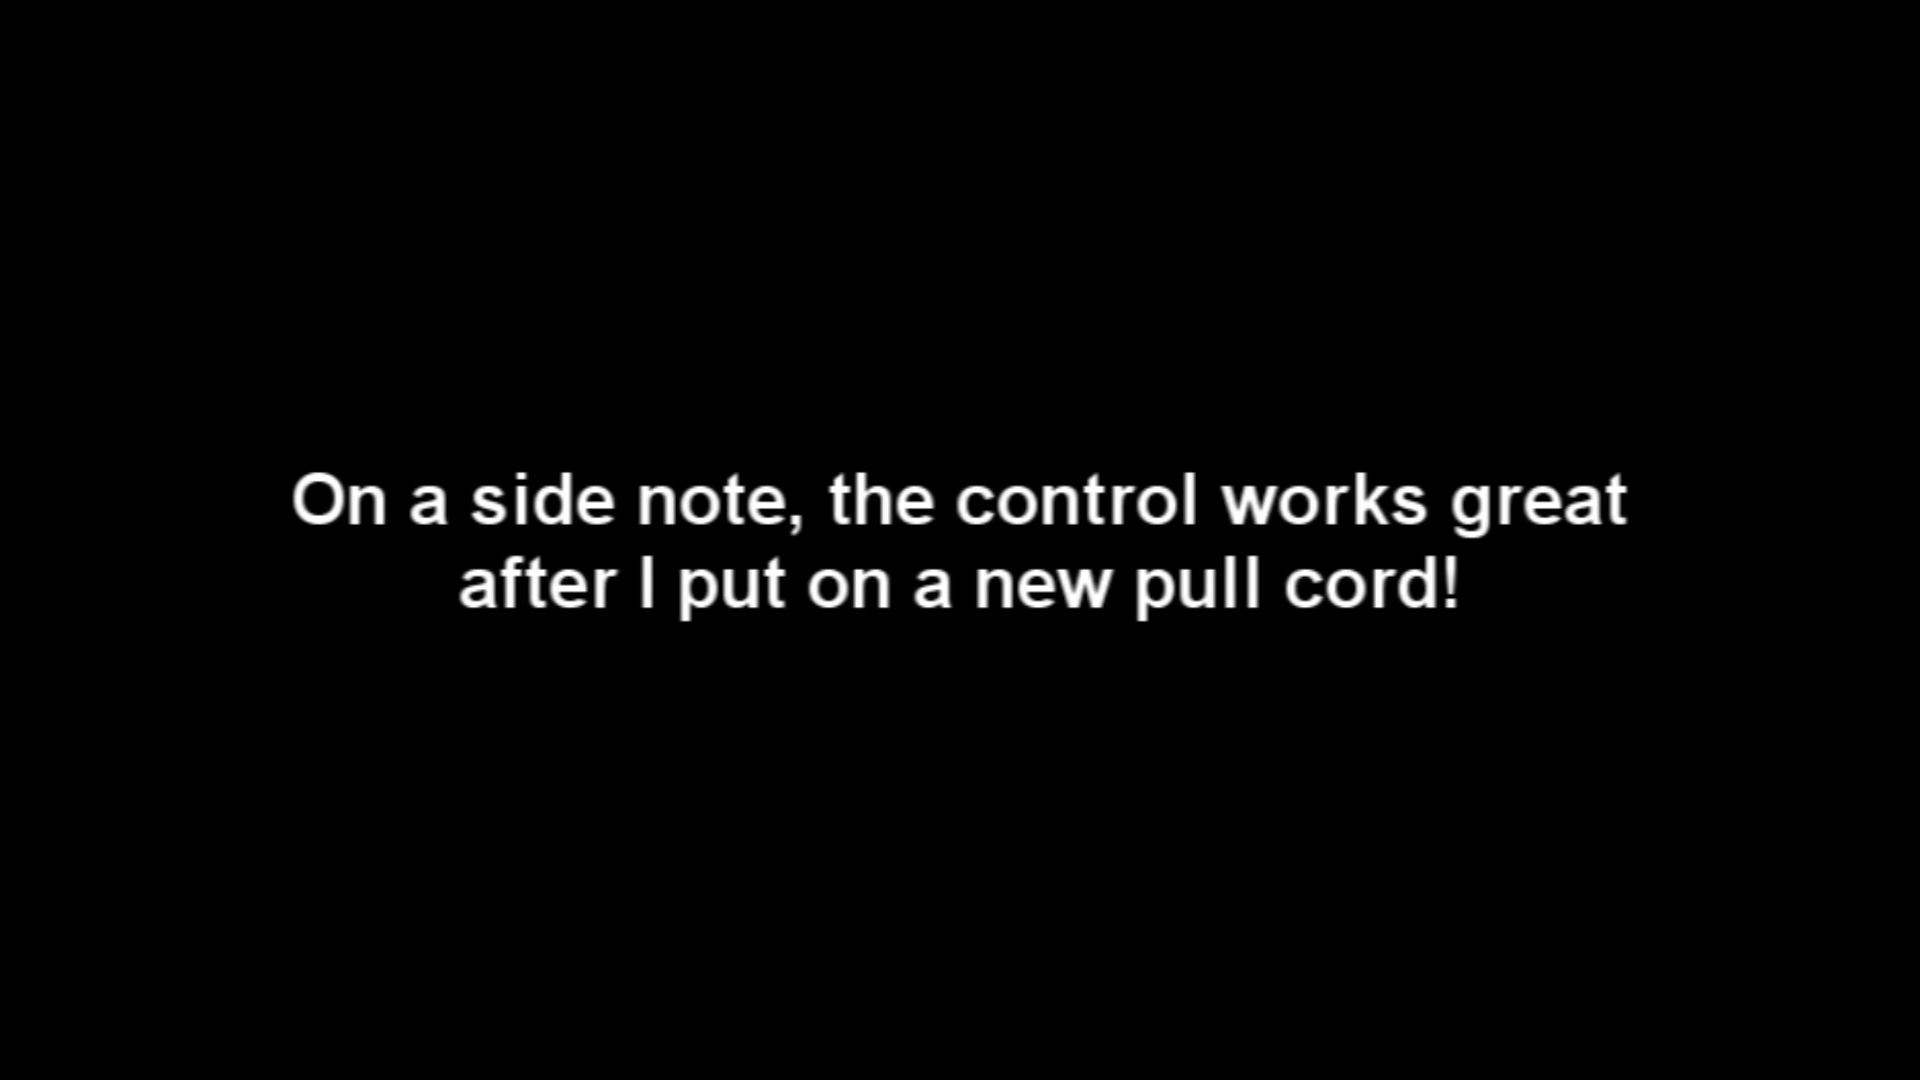 On a side note, the control works great
after I put on a new pull cord!